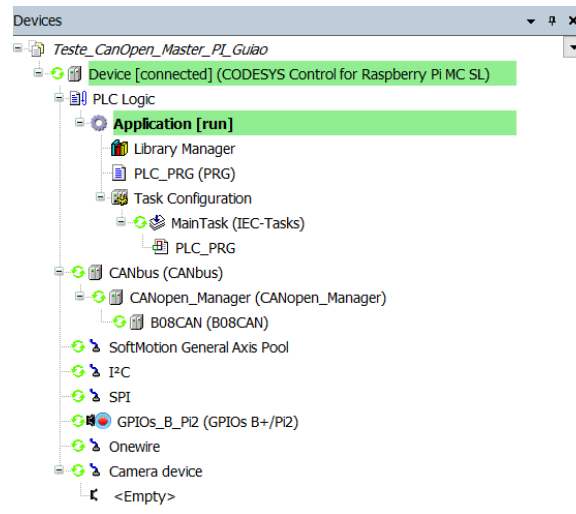 Devices
Teste_CanOpen_Master_PI_Guiao
Device [connected] (CODESYS Control for Raspberry Pi MC SL)
PLC Logic
Application [run]
Library Manager
PLC_PRG (PRG)
Task Configuration
MainTask (IEC-Tasks)
PLC_PRG
CANbus (CANbus)
CANopen_Manager (CANopen_Manager)
B08CAN (B08CAN)
SoftMotion General Axis Pool
I²C
SPI
GPIOs_B_Pi2 (GPIOs B+/Pi2)
Onewire
Camera device
<Empty>